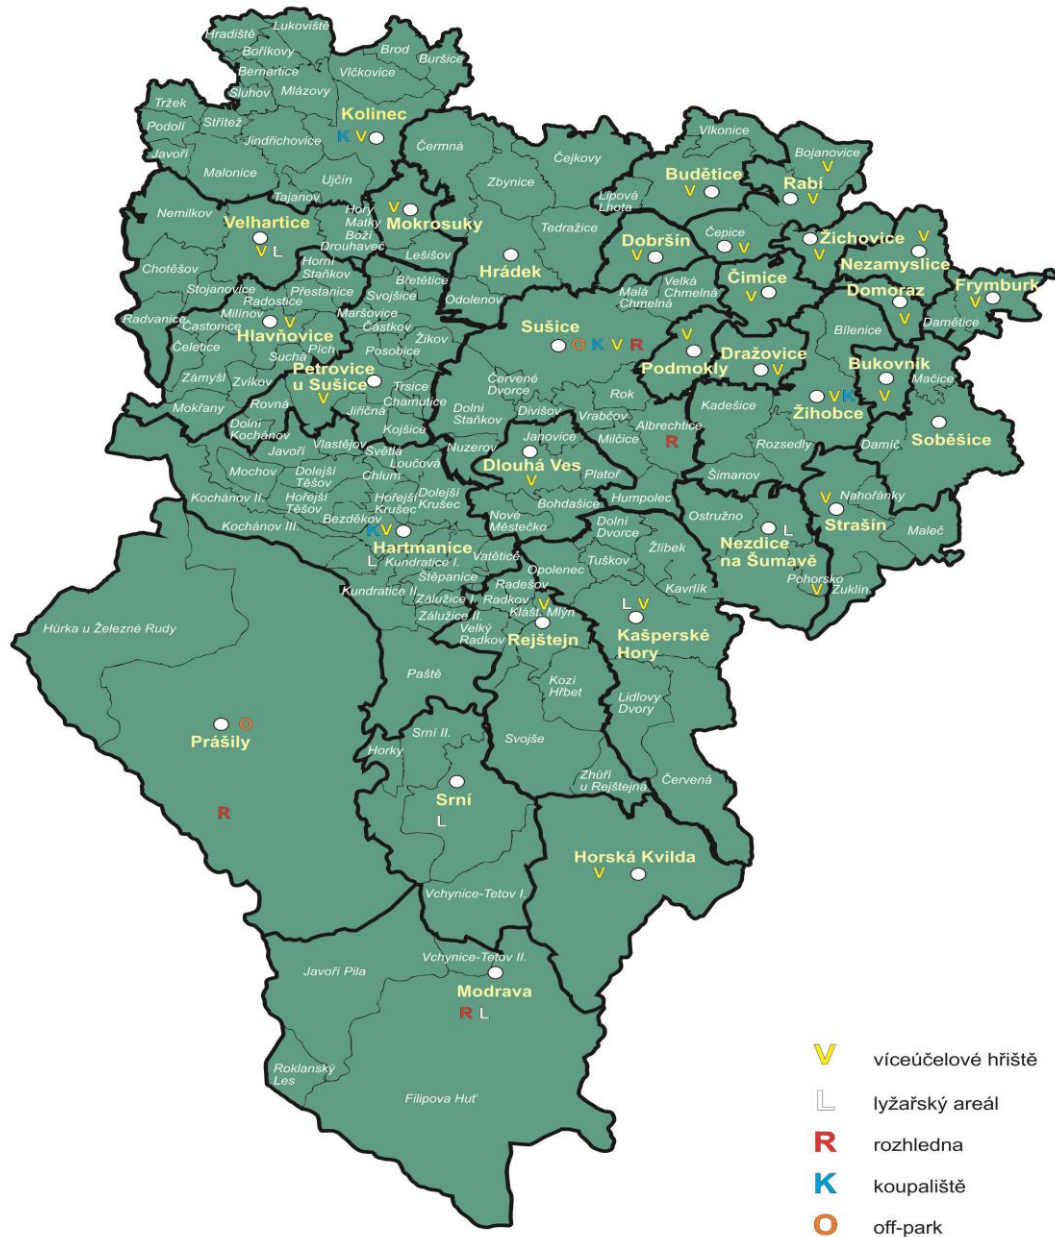 Lukoviště
Hradiště
Boříkovy
Brod
Buršice
Bernartice
Vlčkovice
Sluhov
Mlázovy
Tržek
Kolinec
Podolí
Střítež
K V
Jindřichovice
Čermná
Vlkonice
Javoří
Čejkovy
Bojanovice
V
Malonice
Ujčín
Zbynice
Budětice
V
Rabí
V
Tajanov
Lipová
Lhota
Nemilkov
Velhartice
V L
Hory
Matky
Boží
V
Mokrosuky
Tedražice
Dobršín
V
Čepice
V
Žichovice
V
V
Nezamyslice
Drouhaveč
Lešišov
Chotěšov
Horní
Staňkov
Hrádek
Břetětice
Čimice
V
Domoraz
V
Frymburk
V
Stojanovice
Přestanice
Svojšice
Malá
Chmelná
Velká
Chmelná
Odolenov
Radostice
Milínov
V
Maršovice
Radvanice
Častonice
Částkov
Sušice
O K V R
Damětice
Hlavňovice
Žikov
Bílenice
Čeletice
Suchá
Pích
Posobice
V
Podmokly
Dražovice
V
Bukovník
V
Petrovice
u Sušice
V
Zámyšl
Zvíkov
Trsice
Chamutice
Červené
Dvorce
Rok
Mačice
Mokřany
Rovná
Jiřičná
Divišov
Vrabčov
Kadešice
V K
Žihobce
Dolní
Kochánov
Kojšice
Dolní
Staňkov
Albrechtice
R
Soběšice
Vlastějov
Milčice
Javoří
Světlá
Nuzerov
Janovice
Rozsedly
Damíč
Loučová
Dlouhá Ves
V
Mochov
Dolejší
Těšov
Chlum
Platoř
Šimanov
Kochánov II.
Hořejší
Těšov
Hořejší
Krušec
Dolejší
Krušec
Bohdašice
Humpolec
V
Nahořánky
Strašín
Kochánov III.
Bezděkov
K V
Nové
Městečko
Ostružno
Dolní
Dvorce
L
Nezdice
na Šumavě
Maleč
Hartmanice
L
Kundratice I.
Vatětice
Žlíbek
Opolenec
Tuškov
Štěpanice
Pohorsko
V
Zuklín
Kundratice II.
Radešov
Kavrlík
Zálužice I.
Radkov
V
Klášt. Mlýn
L V
Zálužice II.
Velký
Radkov
Rejštejn
Kašperské
Hory
Hůrka u Železné Rudy
Paště
Kozí
Hřbet
Lídlovy
Dvory
O
Prášily
Srní II.
Svojše
Horky
Zhůří
u Rejštejna
Červená
Srní
L
R
Horská Kvilda
V
Vchynice-Tetov I.
Vchynice-Tetov II.
Javoří Pila
Modrava
R L
Roklanský
Les
Filipova Huť
V víceúčelové hřiště
L lyžařský areál
R rozhledna
K koupaliště
O off-park